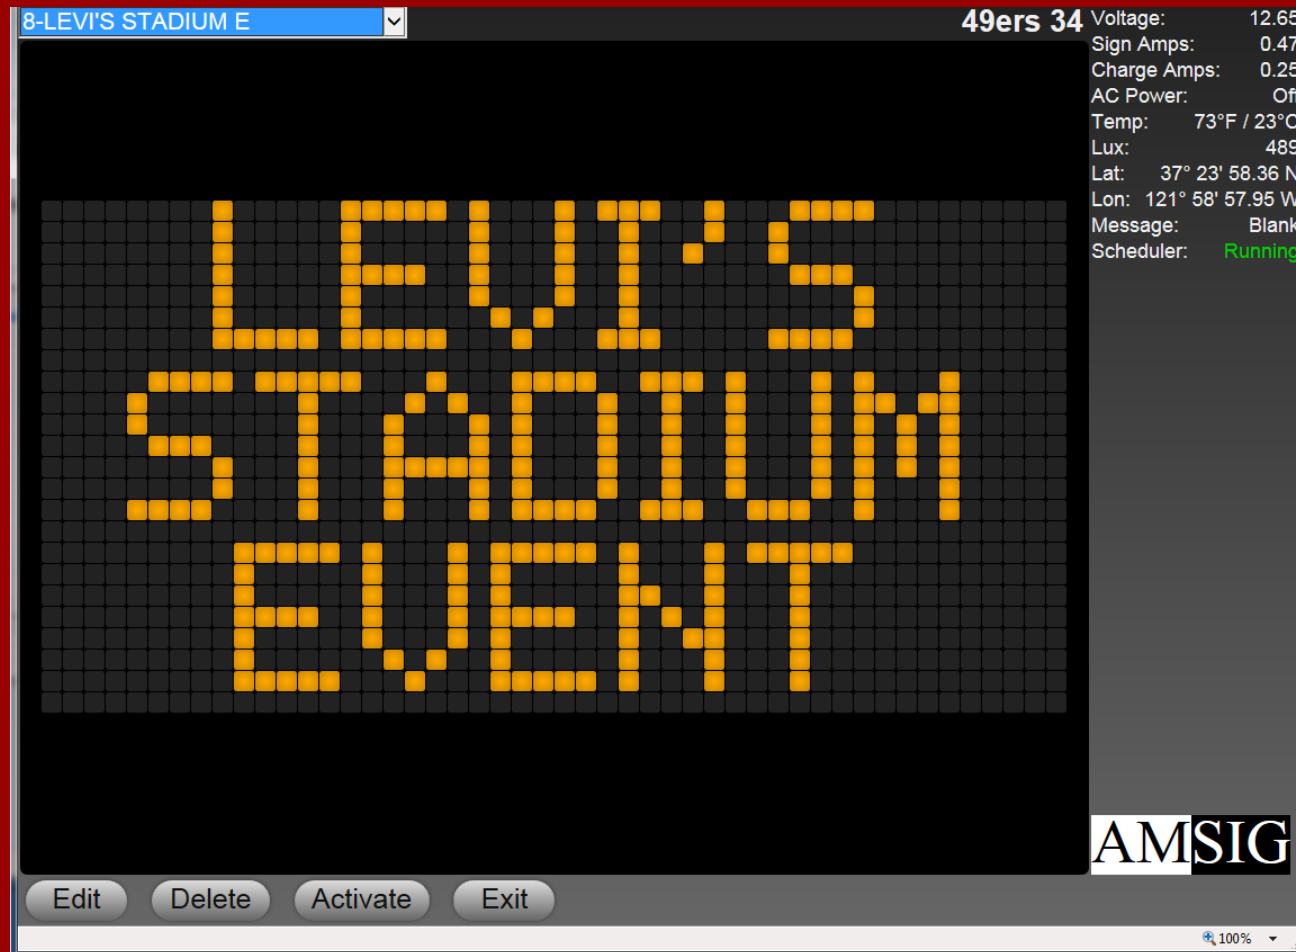 8-LEVI'S STADIUM E
49ers 34
Voltage: 12.65
Sign Amps: 0.47
Charge Amps: 0.25
AC Power: Off
Temp: 73°F / 23°C
Lux: 489
Lat: 37° 23' 58.36 N
Lon: 121° 58' 57.95 W
Message: Blank
Scheduler: Running
LEVI'S
STADIUM
EVENT
AMSIG
Edit Delete Activate Exit
100%